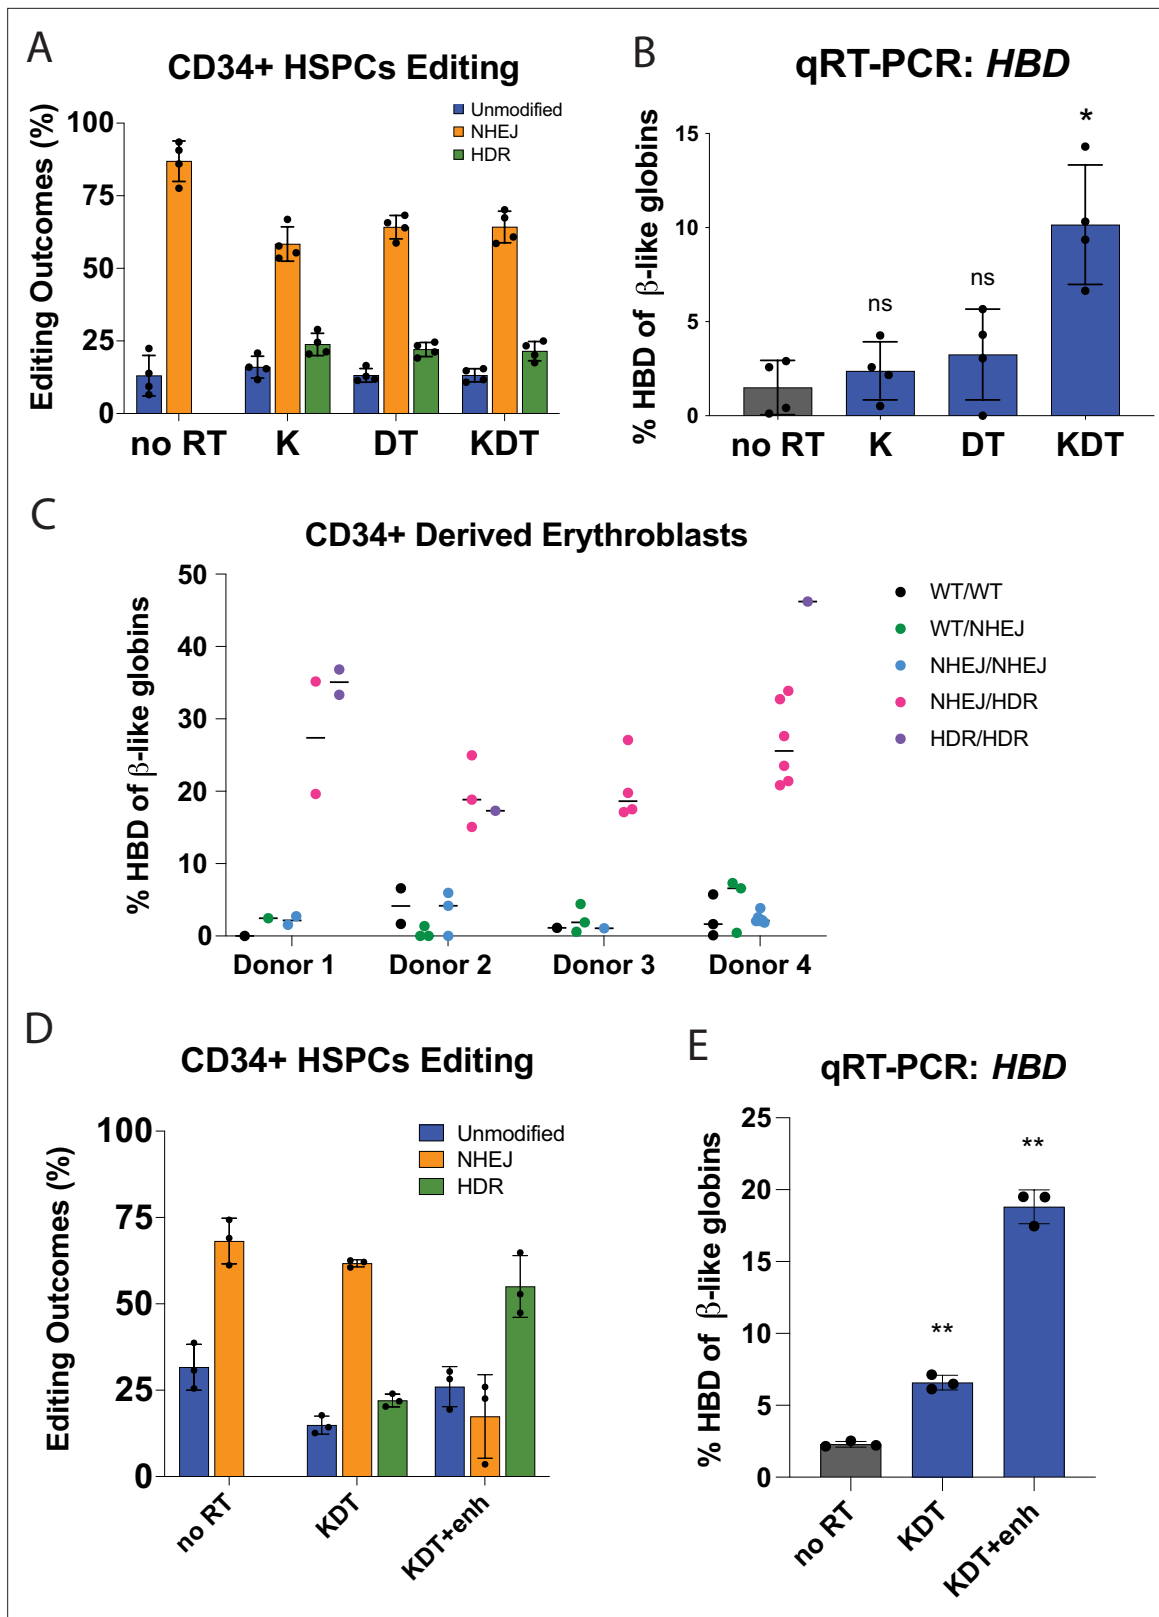 A
CD34+ HSPCs Editing
Unmodified
NHEJ
HDR
Editing Outcomes (%)
100
75
50
25
0
no RT K DT KDT
B
qRT-PCR: HBD
% HBD of β-like globins
15
10
5
0
ns
ns
*
no RT K DT KDT
C
CD34+ Derived Erythroblasts
% HBD of β-like globins
50
40
30
20
10
0
Donor 1 Donor 2 Donor 3 Donor 4
WT/WT
WT/NHEJ
NHEJ/NHEJ
NHEJ/HDR
HDR/HDR
D
CD34+ HSPCs Editing
Unmodified
NHEJ
HDR
Editing Outcomes (%)
100
75
50
25
0
no RT
KDT
KDT+enh
E
qRT-PCR: HBD
% HBD of β-like globins
25
20
15
10
5
0
**
**
no RT
KDT
KDT+enh